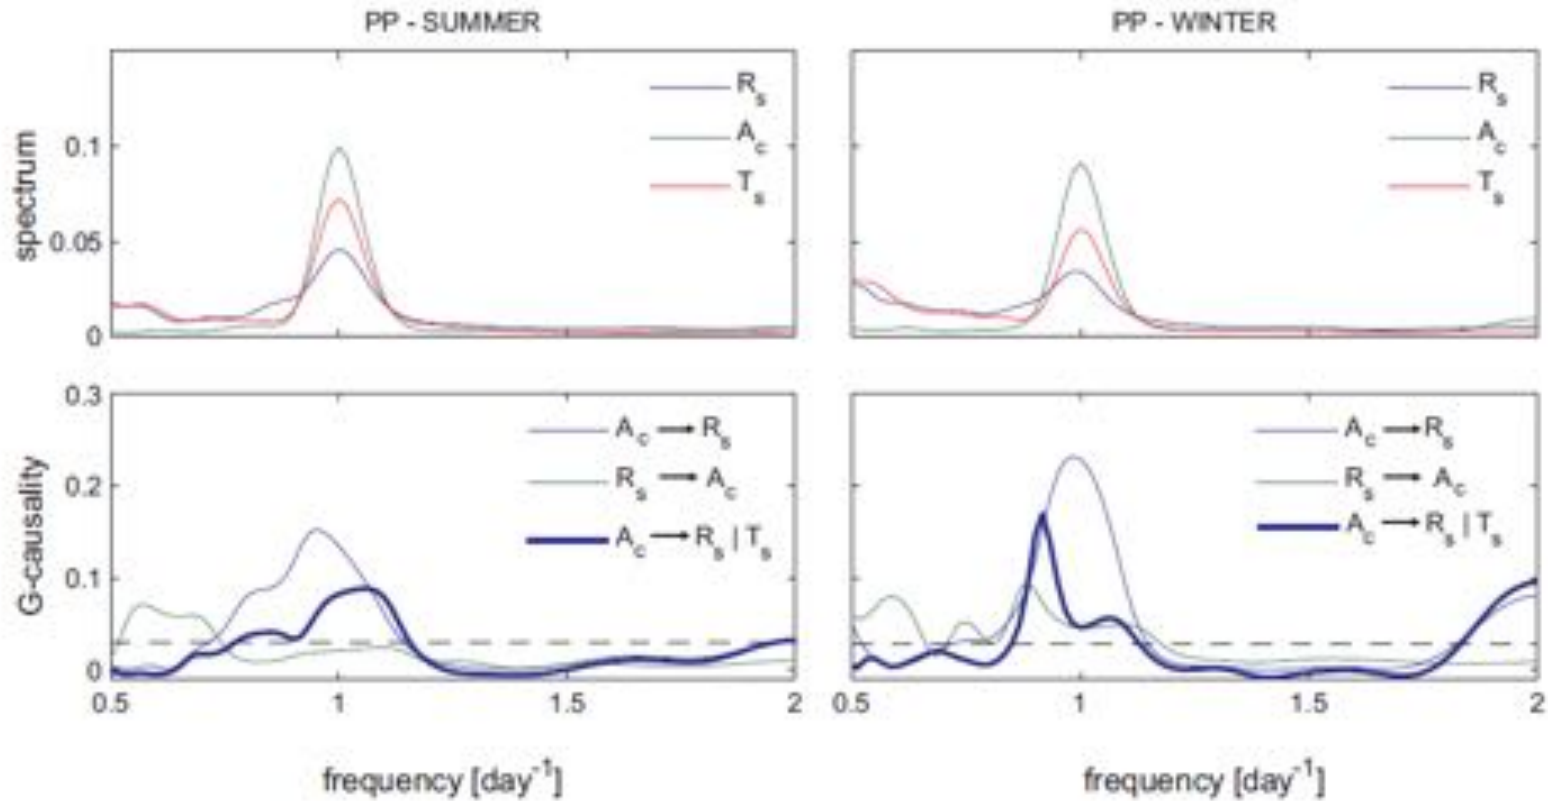 PP - SUMMER
PP - WINTER
spectrum
0.1
0.05
0
R_s
A_c
T_s
R_s
A_c
T_s
G-causality
0.3
0.2
0.1
0
A_c → R_s
R_s → A_c
A_c → R_s | T_s
A_c → R_s
R_s → A_c
A_c → R_s | T_s
0.5 1 1.5 2
0.5 1 1.5 2
frequency [day^-1]
frequency [day^-1]